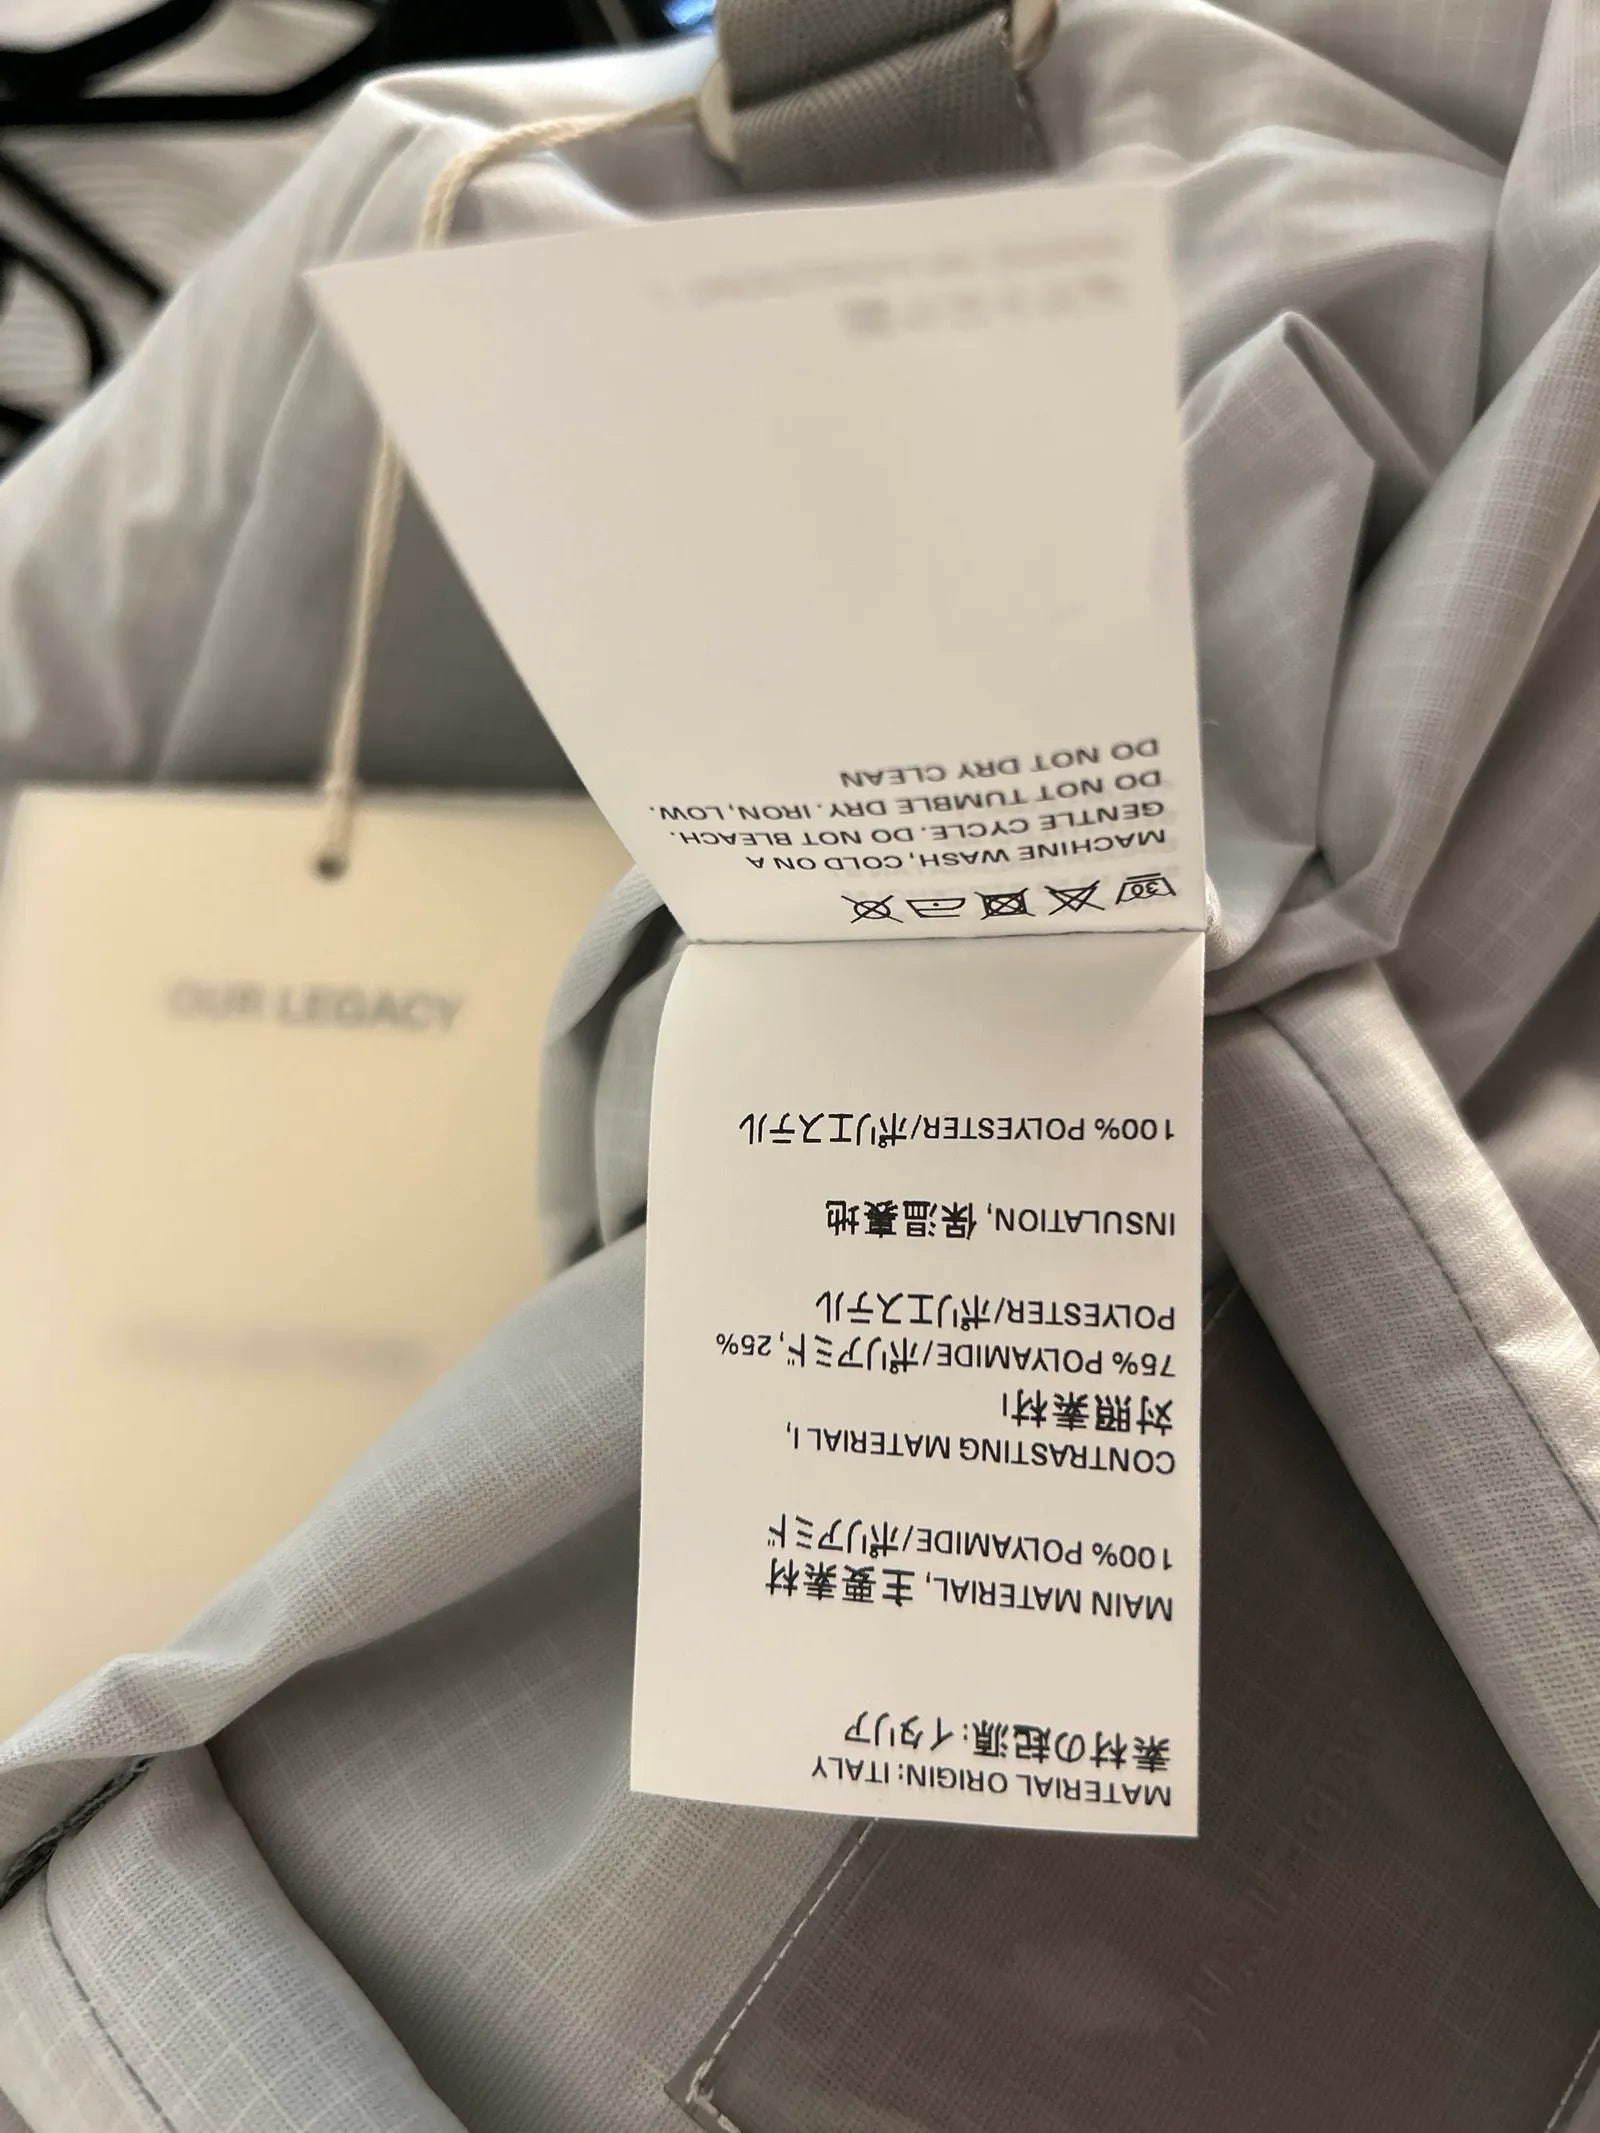 OUR LEGACY
MATERIAL ORIGIN: ITALY
素材の起源: イタリア
MAIN MATERIAL, 主要素材
100% POLYAMIDE/ポリアミド
CONTRASTING MATERIAL I,
対照素材I
75% POLYAMIDE/ポリアミド, 25%
POLYESTER/ポリエステル
INSULATION, 保温裏地
100% POLYESTER/ポリエステル
30
MACHINE WASH, COLD ON A
GENTLE CYCLE. DO NOT BLEACH.
DO NOT TUMBLE DRY. IRON, LOW.
DO NOT DRY CLEAN